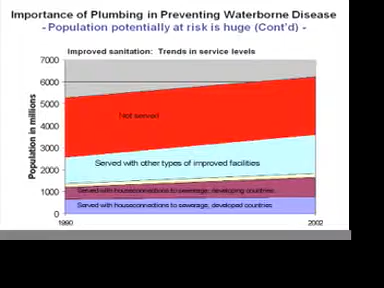 Importance of Plumbing in Preventing Waterborne Disease
- Population potentially at risk is huge (Cont'd) -
Improved sanitation: Trends in service levels
Population in millions
7000
6000
5000
4000
3000
2000
1000
0
Not served
Served with other types of improved facilities
Served with houseconnections to sewerage, developing countries
Served with houseconnections to sewerage, developed countries
1990
2002